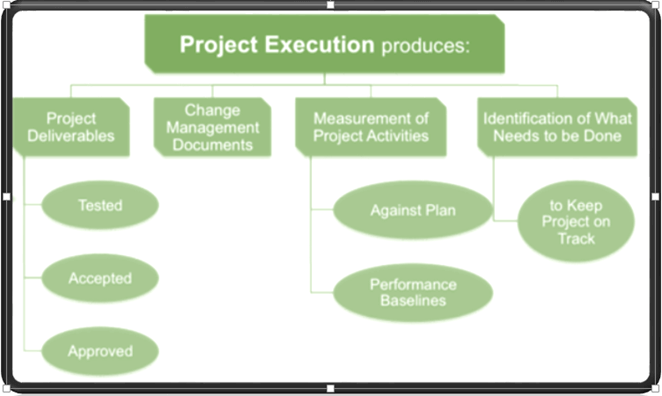 Project Execution produces:
Project
Deliverables
Change
Management
Documents
Measurement of
Project Activities
Identification of What
Needs to be Done
Tested
Accepted
Approved
Against Plan
Performance
Baselines
to Keep
Project on
Track